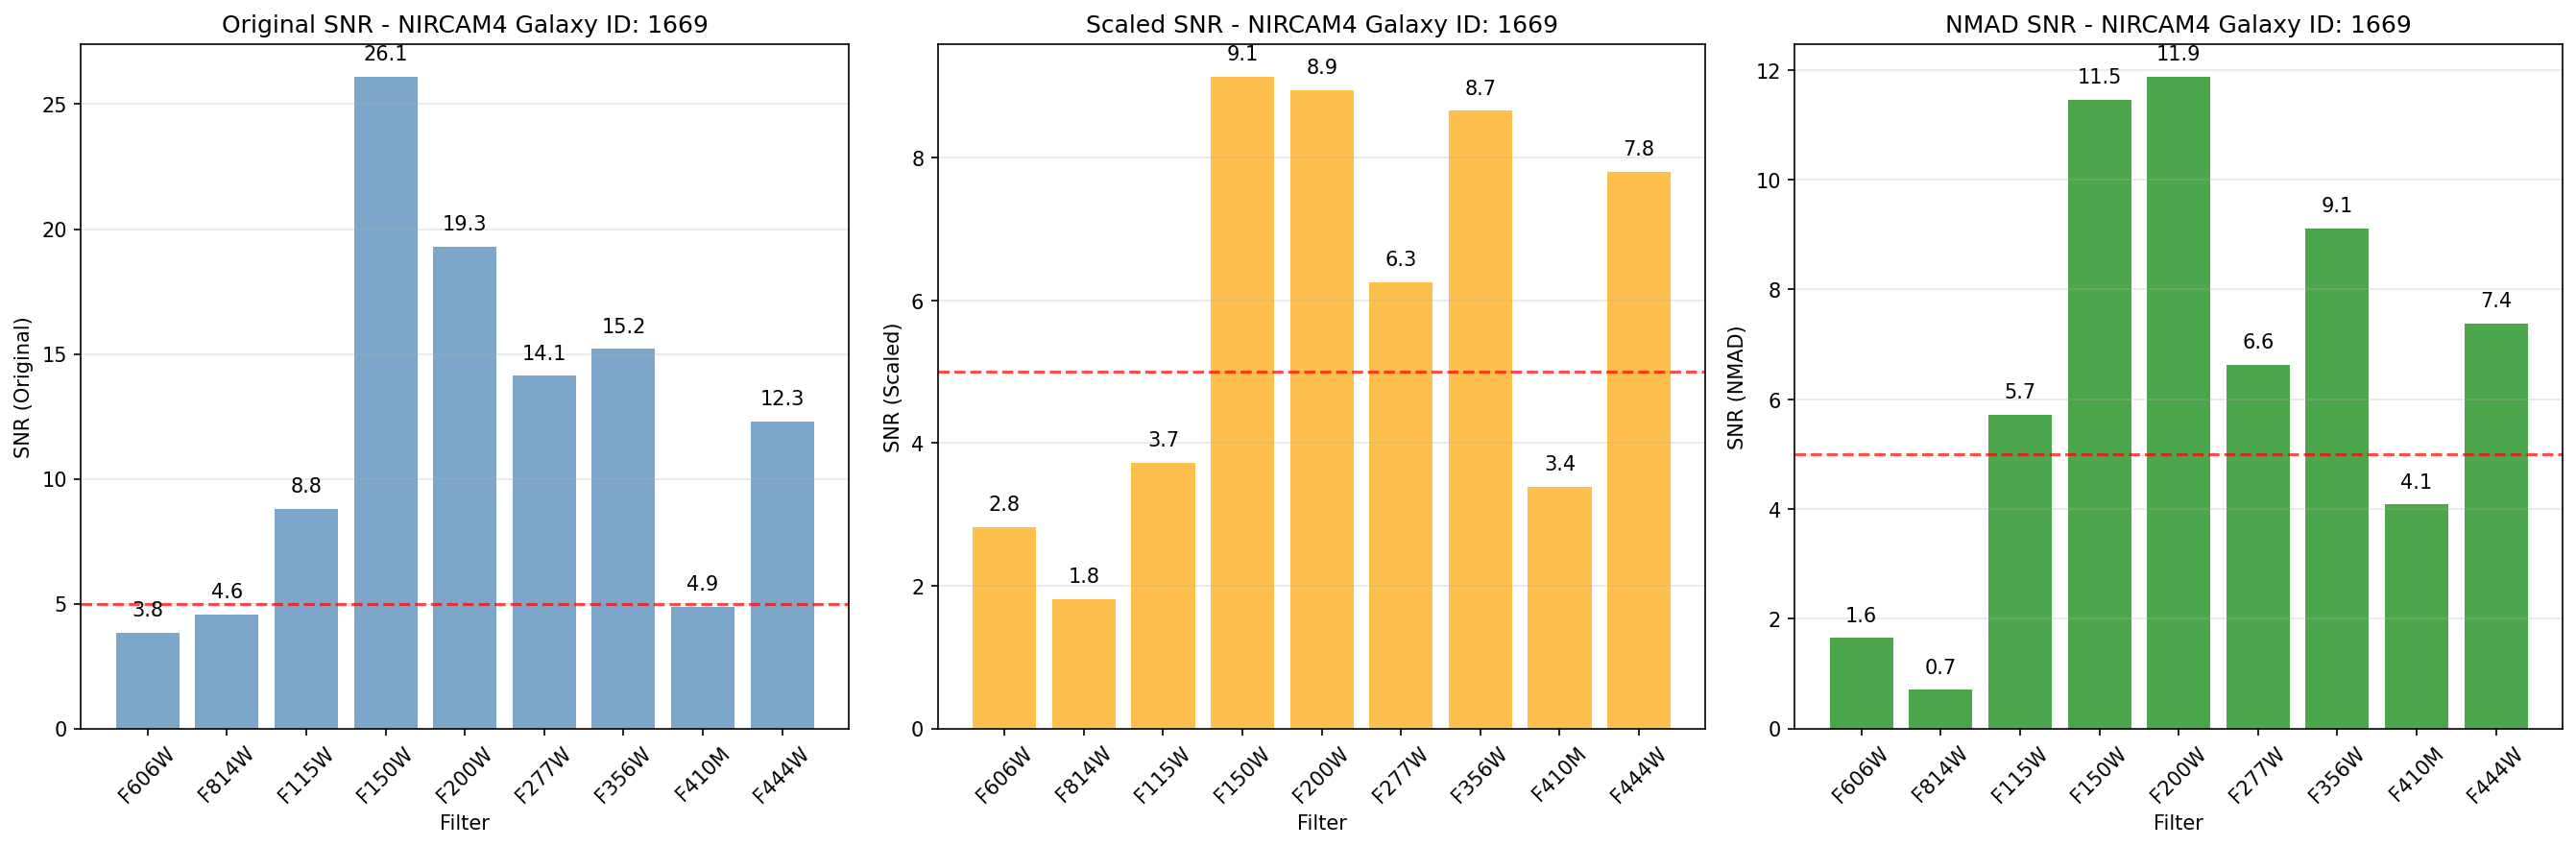 Original SNR - NIRCAM4 Galaxy ID: 1669
SNR (Original)
25
20
15
10
5
0
3.8
4.6
8.8
26.1
19.3
14.1
15.2
4.9
12.3
F606W
F814W
F115W
F150W
F200W
F277W
F356W
F410M
F444W
Filter
Scaled SNR - NIRCAM4 Galaxy ID: 1669
SNR (Scaled)
8
6
4
2
0
2.8
1.8
3.7
9.1
8.9
6.3
8.7
3.4
7.8
F606W
F814W
F115W
F150W
F200W
F277W
F356W
F410M
F444W
Filter
NMAD SNR - NIRCAM4 Galaxy ID: 1669
SNR (NMAD)
12
10
8
6
4
2
0
1.6
0.7
5.7
11.5
11.9
6.6
9.1
4.1
7.4
F606W
F814W
F115W
F150W
F200W
F277W
F356W
F410M
F444W
Filter